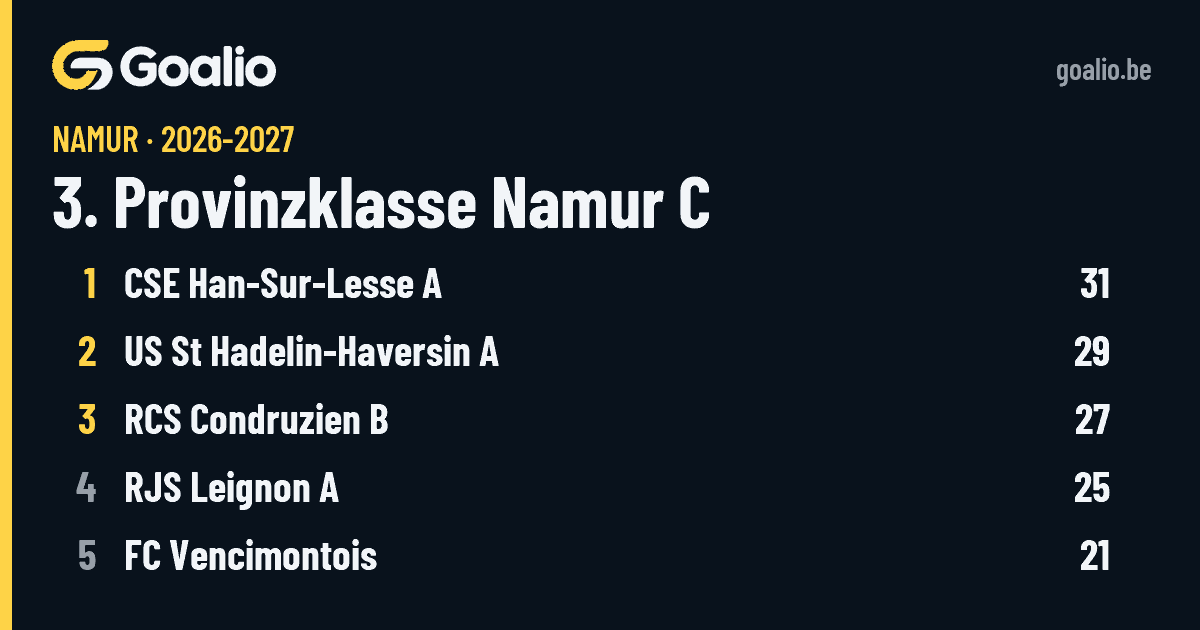 Goalio
goalio.be
NAMUR · 2026-2027
3. Provinzklasse Namur C
1 CSE Han-Sur-Lesse A 31
2 US St Hadelin-Haversin A 29
3 RCS Condruzien B 27
4 RJS Leignon A 25
5 FC Vencimontois 21